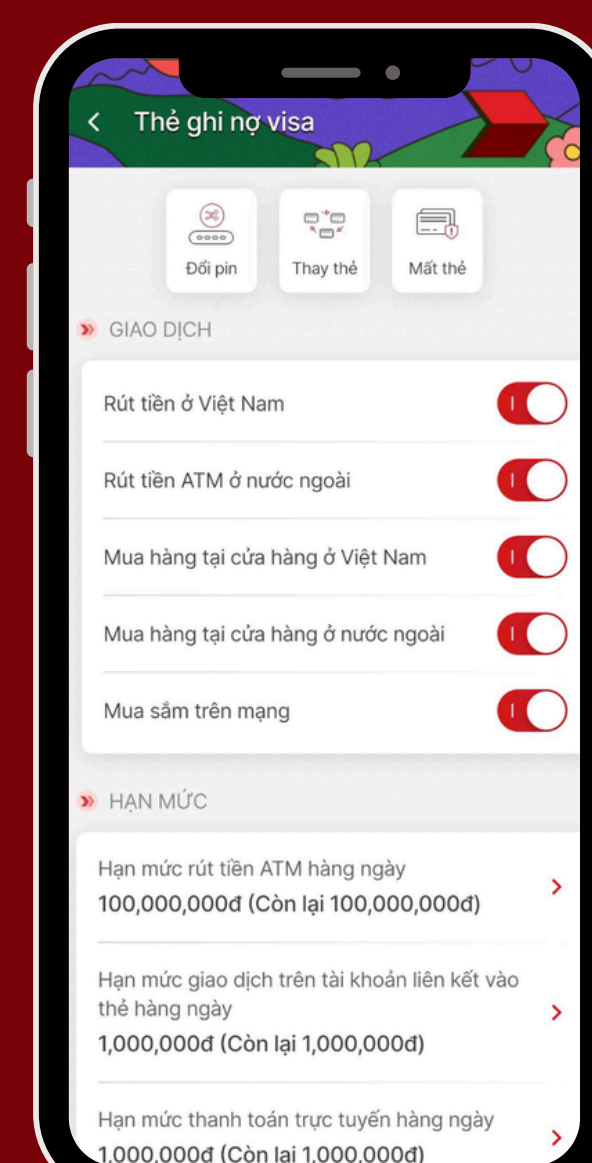 Thẻ ghi nợ visa
Đổi pin
Thay thẻ
Mất thẻ
GIAO DỊCH
Rút tiền ở Việt Nam
Rút tiền ATM ở nước ngoài
Mua hàng tại cửa hàng ở Việt Nam
Mua hàng tại cửa hàng ở nước ngoài
Mua sắm trên mạng
HẠN MỨC
Hạn mức rút tiền ATM hàng ngày
100,000,000đ (Còn lại 100,000,000đ)
Hạn mức giao dịch trên tài khoản liên kết vào
thẻ hàng ngày
1,000,000đ (Còn lại 1,000,000đ)
Hạn mức thanh toán trực tuyến hàng ngày
1,000,000đ (Còn lại 1,000,000đ)